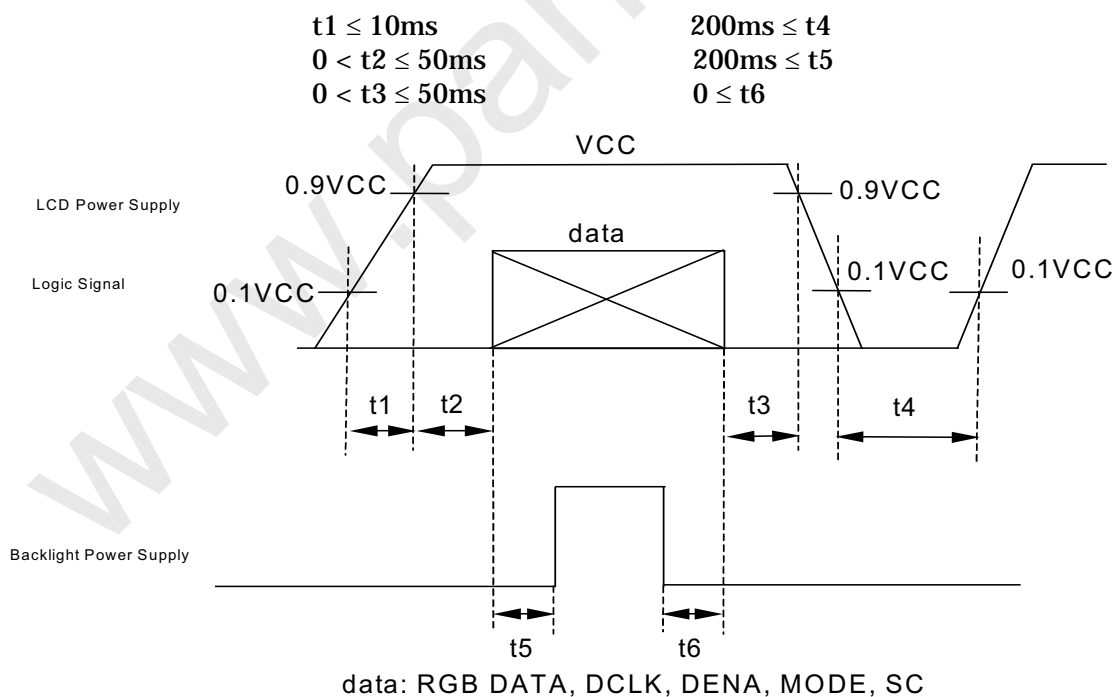 t1 ≤ 10ms 200ms ≤ t4
0 < t2 ≤ 50ms 200ms ≤ t5
0 < t3 ≤ 50ms 0 ≤ t6
VCC
0.9VCC 0.9VCC
LCD Power Supply
data
Logic Signal
0.1VCC 0.1VCC 0.1VCC
t1 t2 t3 t4
Backlight Power Supply
t5 t6
data: RGB DATA, DCLK, DENA, MODE, SC
www.pan